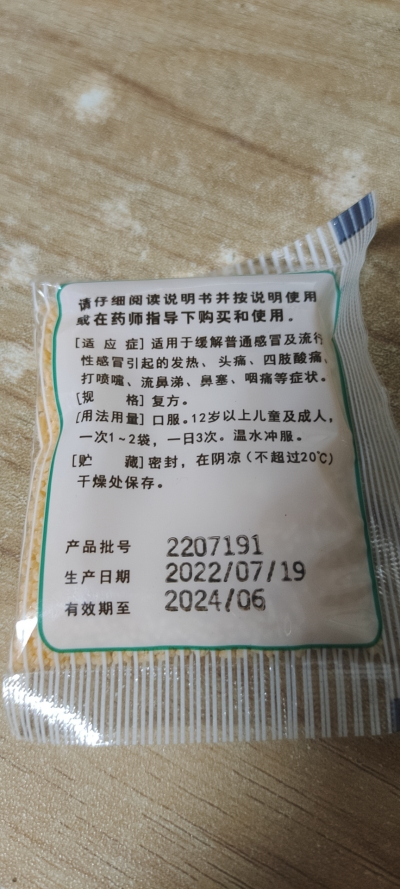 请仔细阅读说明书并按说明使用
或在药师指导下购买和使用。
[适 应 症]适用于缓解普通感冒及流行
性感冒引起的发热、头痛、四肢酸痛、
打喷嚏、流鼻涕、鼻塞、咽痛等症状。
[规 格]复方。
[用法用量]口服。12岁以上儿童及成人，
一次1~2袋，一日3次。温水冲服。
[贮 藏]密封，在阴凉(不超过20℃)
干燥处保存。
产品批号 2207191
生产日期 2022/07/19
有效期至 2024/06